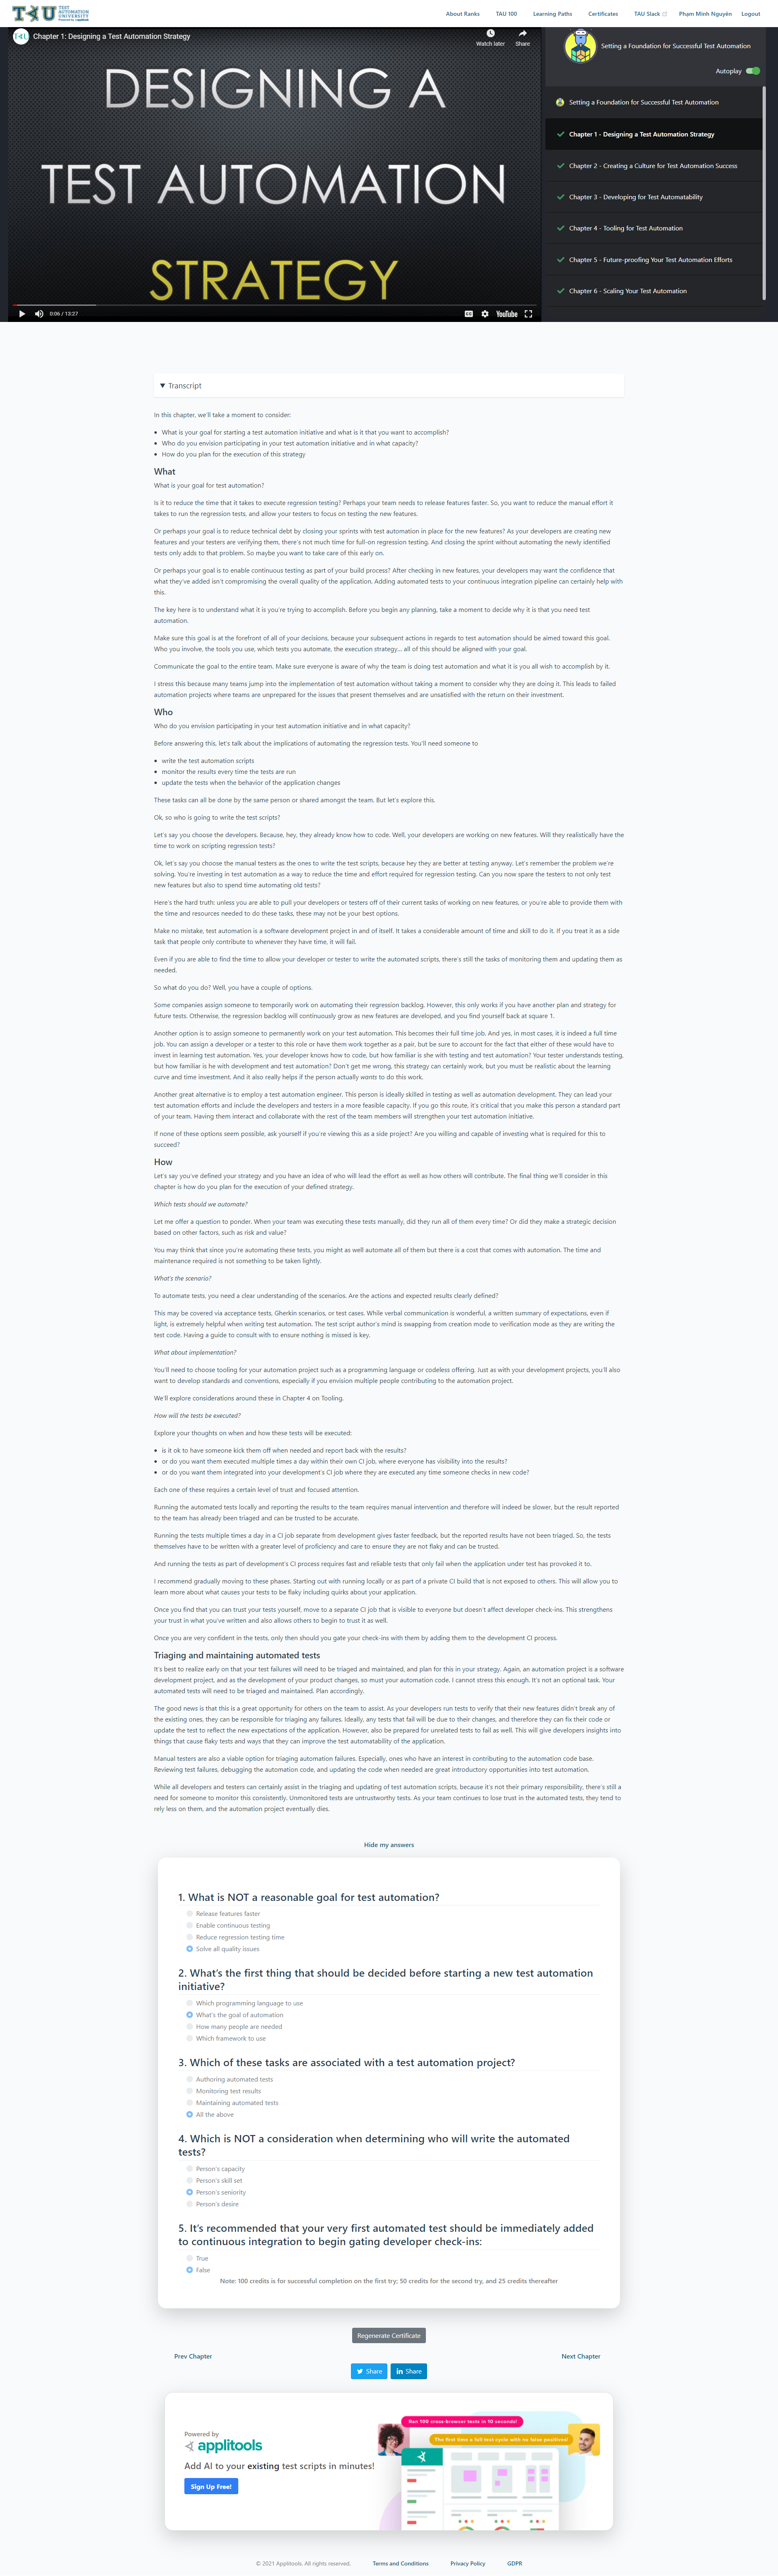 TAU TEST AUTOMATION UNIVERSITY
About Ranks
TAU 100
Learning Paths
Certificates
TAU Slack
Phạm Minh Nguyên
Logout
Chapter 1: Designing a Test Automation Strategy
Watch later
Share
DESIGNING A
TEST AUTOMATION
STRATEGY
0:06 / 13:27
YouTube
Setting a Foundation for Successful Test Automation
Autoplay
Setting a Foundation for Successful Test Automation
Chapter 1 - Designing a Test Automation Strategy
Chapter 2 - Creating a Culture for Test Automation Success
Chapter 3 - Developing for Test Automatability
Chapter 4 - Tooling for Test Automation
Chapter 5 - Future-proofing Your Test Automation Efforts
Chapter 6 - Scaling Your Test Automation
Transcript
In this chapter, we'll take a moment to consider:
What is your goal for starting a test automation initiative and what is it that you want to accomplish?
Who do you envision participating in your test automation initiative and in what capacity?
How do you plan for the execution of this strategy
What
What is your goal for test automation?
Is it to reduce the time that it takes to execute regression testing? Perhaps your team needs to release features faster. So, you want to reduce the manual effort it
takes to run the regression tests, and allow your testers to focus on testing the new features.
Or perhaps your goal is to reduce technical debt by closing your sprints with test automation in place for the new features? As your developers are creating new
features and your testers are verifying them, there's not much time for full-on regression testing. And closing the sprint without automating the newly identified
tests only adds to that problem. So maybe you want to take care of this early on.
Or perhaps your goal is to enable continuous testing as part of your build process? After checking in new features, your developers may want the confidence that
what they've added isn't compromising the overall quality of the application. Adding automated tests to your continuous integration pipeline can certainly help with
this.
The key here is to understand what it is you're trying to accomplish. Before you begin any planning, take a moment to decide why it is that you need test
automation.
Make sure this goal is at the forefront of all of your decisions, because your subsequent actions in regards to test automation should be aimed toward this goal.
Who you involve, the tools you use, which tests you automate, the execution strategy... all of this should be aligned with your goal.
Communicate the goal to the entire team. Make sure everyone is aware of why the team is doing test automation and what it is you all wish to accomplish by it.
I stress this because many teams jump into the implementation of test automation without taking a moment to consider why they are doing it. This leads to failed
automation projects where teams are unprepared for the issues that present themselves and are unsatisfied with the return on their investment.
Who
Who do you envision participating in your test automation initiative and in what capacity?
Before answering this, let's talk about the implications of automating the regression tests. You'll need someone to
write the test automation scripts
monitor the results every time the tests are run
update the tests when the behavior of the application changes
These tasks can all be done by the same person or shared amongst the team. But let's explore this.
Ok, so who is going to write the test scripts?
Let's say you choose the developers. Because, hey, they already know how to code. Well, your developers are working on new features. Will they realistically have the
time to work on scripting regression tests?
Ok, let's say you choose the manual testers as the ones to write the test scripts, because hey they are better at testing anyway. Let's remember the problem we're
solving. You're investing in test automation as a way to reduce the time and effort required for regression testing. Can you now spare the testers to not only test
new features but also to spend time automating old tests?
Here's the hard truth: unless you are able to pull your developers or testers off of their current tasks of working on new features, or you're able to provide them with
the time and resources needed to do these tasks, these may not be your best options.
Make no mistake, test automation is a software development project in and of itself. It takes a considerable amount of time and skill to do it. If you treat it as a side
task that people only contribute to whenever they have time, it will fail.
Even if you are able to find the time to allow your developer or tester to write the automated scripts, there's still the tasks of monitoring them and updating them as
needed.
So what do you do? Well, you have a couple of options.
Some companies assign someone to temporarily work on automating their regression backlog. However, this only works if you have another plan and strategy for
future tests. Otherwise, the regression backlog will continuously grow as new features are developed, and you find yourself back at square 1.
Another option is to assign someone to permanently work on your test automation. This becomes their full time job. And yes, in most cases, it is indeed a full time
job. You can assign a developer or a tester to this role or have them work together as a pair, but be sure to account for the fact that either of these would have to
invest in learning test automation. Yes, your developer knows how to code, but how familiar is she with testing and test automation? Your tester understands testing,
but how familiar is he with development and test automation? Don't get me wrong, this strategy can certainly work, but you must be realistic about the learning
curve and time investment. And it also really helps if the person actually wants to do this work.
Another great alternative is to employ a test automation engineer. This person is ideally skilled in testing as well as automation development. They can lead your
test automation efforts and include the developers and testers in a more feasible capacity. If you go this route, it's critical that you make this person a standard part
of your team. Having them interact and collaborate with the rest of the team members will strengthen your test automation initiative.
If none of these options seem possible, ask yourself if you're viewing this as a side project? Are you willing and capable of investing what is required for this to
succeed?
How
Let's say you've defined your strategy and you have an idea of who will lead the effort as well as how others will contribute. The final thing we'll consider in this
chapter is how do you plan for the execution of your defined strategy.
Which tests should we automate?
Let me offer a question to ponder. When your team was executing these tests manually, did they run all of them every time? Or did they make a strategic decision
based on other factors, such as risk and value?
You may think that since you're automating these tests, you might as well automate all of them but there is a cost that comes with automation. The time and
maintenance required is not something to be taken lightly.
What's the scenario?
To automate tests, you need a clear understanding of the scenarios. Are the actions and expected results clearly defined?
This may be covered via acceptance tests, Gherkin scenarios, or test cases. While verbal communication is wonderful, a written summary of expectations, even if
light, is extremely helpful when writing test automation. The test script author's mind is swapping from creation mode to verification mode as they are writing the
test code. Having a guide to consult with to ensure nothing is missed is key.
What about implementation?
You'll need to choose tooling for your automation project such as a programming language or codeless offering. Just as with your development projects, you'll also
want to develop standards and conventions, especially if you envision multiple people contributing to the automation project.
We'll explore considerations around these in Chapter 4 on Tooling.
How will the tests be executed?
Explore your thoughts on when and how these tests will be executed:
is it ok to have someone kick them off when needed and report back with the results?
or do you want them executed multiple times a day within their own CI job, where everyone has visibility into the results?
or do you want them integrated into your development's CI job where they are executed any time someone checks in new code?
Each one of these requires a certain level of trust and focused attention.
Running the automated tests locally and reporting the results to the team requires manual intervention and therefore will indeed be slower, but the result reported
to the team has already been triaged and can be trusted to be accurate.
Running the tests multiple times a day in a CI job separate from development gives faster feedback, but the reported results have not been triaged. So, the tests
themselves have to be written with a greater level of proficiency and care to ensure they are not flaky and can be trusted.
And running the tests as part of development's CI process requires fast and reliable tests that only fail when the application under test has provoked it to.
I recommend gradually moving to these phases. Starting out with running locally or as part of a private CI build that is not exposed to others. This will allow you to
learn more about what causes your tests to be flaky including quirks about your application.
Once you find that you can trust your tests yourself, move to a separate CI job that is visible to everyone but doesn't affect developer check-ins. This strengthens
your trust in what you've written and also allows others to begin to trust it as well.
Once you are very confident in the tests, only then should you gate your check-ins with them by adding them to the development CI process.
Triaging and maintaining automated tests
It's best to realize early on that your test failures will need to be triaged and maintained, and plan for this in your strategy. Again, an automation project is a software
development project, and as the development of your product changes, so must your automation code. I cannot stress this enough. It's not an optional task. Your
automated tests will need to be triaged and maintained. Plan accordingly.
The good news is that this is a great opportunity for others on the team to assist. As your developers run tests to verify that their new features didn't break any of
the existing ones, they can be responsible for triaging any failures. Ideally, any tests that fail will be due to their changes, and therefore they can fix their code or
update the test to reflect the new expectations of the application. However, also be prepared for unrelated tests to fail as well. This will give developers insights into
things that cause flaky tests and ways that they can improve the test automatability of the application.
Manual testers are also a viable option for triaging automation failures. Especially, ones who have an interest in contributing to the automation code base.
Reviewing test failures, debugging the automation code, and updating the code when needed are great introductory opportunities into test automation.
While all developers and testers can certainly assist in the triaging and updating of test automation scripts, because it's not their primary responsibility, there's still a
need for someone to monitor this consistently. Unmonitored tests are untrustworthy tests. As your team continues to lose trust in the automated tests, they tend to
rely less on them, and the automation project eventually dies.
Hide my answers
1. What is NOT a reasonable goal for test automation?
Release features faster
Enable continuous testing
Reduce regression testing time
Solve all quality issues
2. What's the first thing that should be decided before starting a new test automation
initiative?
Which programming language to use
What's the goal of automation
How many people are needed
Which framework to use
3. Which of these tasks are associated with a test automation project?
Authoring automated tests
Monitoring test results
Maintaining automated tests
All the above
4. Which is NOT a consideration when determining who will write the automated
tests?
Person's capacity
Person's skill set
Person's seniority
Person's desire
5. It's recommended that your very first automated test should be immediately added
to continuous integration to begin gating developer check-ins:
True
False
Note: 100 credits is for successful completion on the first try; 50 credits for the second try, and 25 credits thereafter
Regenerate Certificate
Prev Chapter
Next Chapter
Share
Share
Powered by
applitools
Add AI to your existing test scripts in minutes!
Sign Up Free!
Ran 100 cross-browser tests in 10 seconds!
The first time a full test cycle with no false positives!
© 2021 Applitools. All rights reserved.
Terms and Conditions
Privacy Policy
GDPR